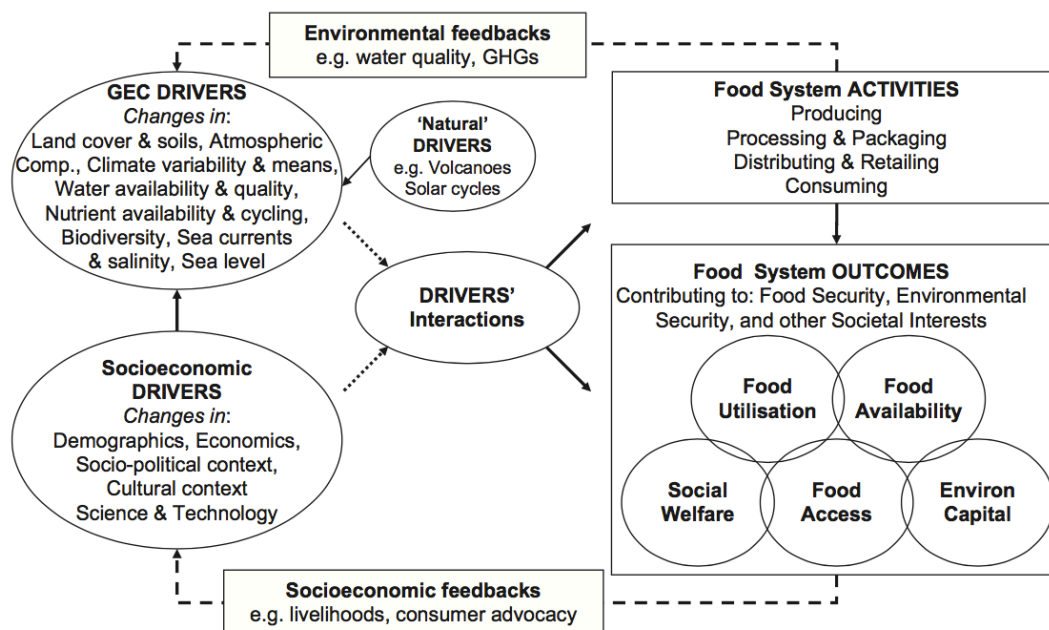 Environmental feedbacks
e.g. water quality, GHGs
GEC DRIVERS
Changes in:
Land cover & soils, Atmospheric
Comp., Climate variability & means,
Water availability & quality,
Nutrient availability & cycling,
Biodiversity, Sea currents
& salinity, Sea level
‘Natural’
DRIVERS
e.g. Volcanoes
Solar cycles
Food System ACTIVITIES
Producing
Processing & Packaging
Distributing & Retailing
Consuming
DRIVERS’
Interactions
Socioeconomic
DRIVERS
Changes in:
Demographics, Economics,
Socio-political context,
Cultural context
Science & Technology
Food System OUTCOMES
Contributing to: Food Security, Environmental
Security, and other Societal Interests
Food
Utilisation
Food
Availability
Social
Welfare
Food
Access
Environ
Capital
Socioeconomic feedbacks
e.g. livelihoods, consumer advocacy